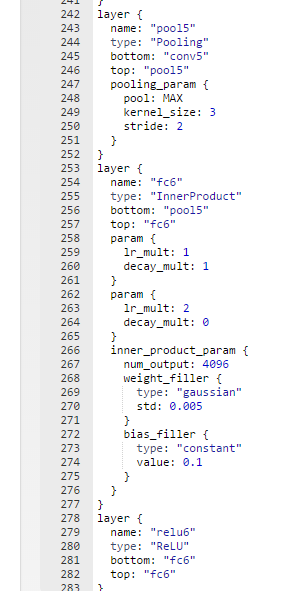 241 }
242 layer {
243 name: "pool5"
244 type: "Pooling"
245 bottom: "conv5"
246 top: "pool5"
247 pooling_param {
248 pool: MAX
249 kernel_size: 3
250 stride: 2
251 }
252 }
253 layer {
254 name: "fc6"
255 type: "InnerProduct"
256 bottom: "pool5"
257 top: "fc6"
258 param {
259 lr_mult: 1
260 decay_mult: 1
261 }
262 param {
263 lr_mult: 2
264 decay_mult: 0
265 }
266 inner_product_param {
267 num_output: 4096
268 weight_filler {
269 type: "gaussian"
270 std: 0.005
271 }
272 bias_filler {
273 type: "constant"
274 value: 0.1
275 }
276 }
277 }
278 layer {
279 name: "relu6"
280 type: "ReLU"
281 bottom: "fc6"
282 top: "fc6"
283 }